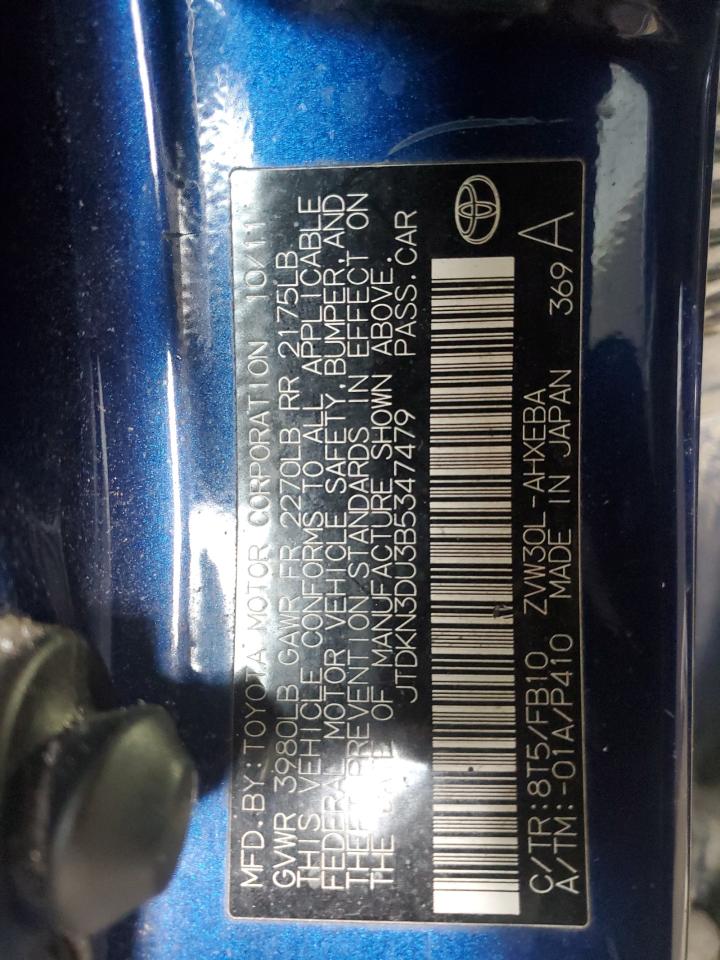 MFD. BY: TOYOTA MOTOR CORPORATION 10/11
GVWR 3980LB GAWR FR 2270LB RR 2175LB
THIS VEHICLE CONFORMS TO ALL APPLICABLE
FEDERAL MOTOR VEHICLE SAFETY, BUMPER, AND
THEFT PREVENTION STANDARDS IN EFFECT ON
THE DATE OF MANUFACTURE SHOWN ABOVE.
JTDKN3DU3B5347479 PASS. CAR
C/TR: 8T5/FB10 ZVW30L-AHXEBA
A/TM: -01A/P410 MADE IN JAPAN 369 A